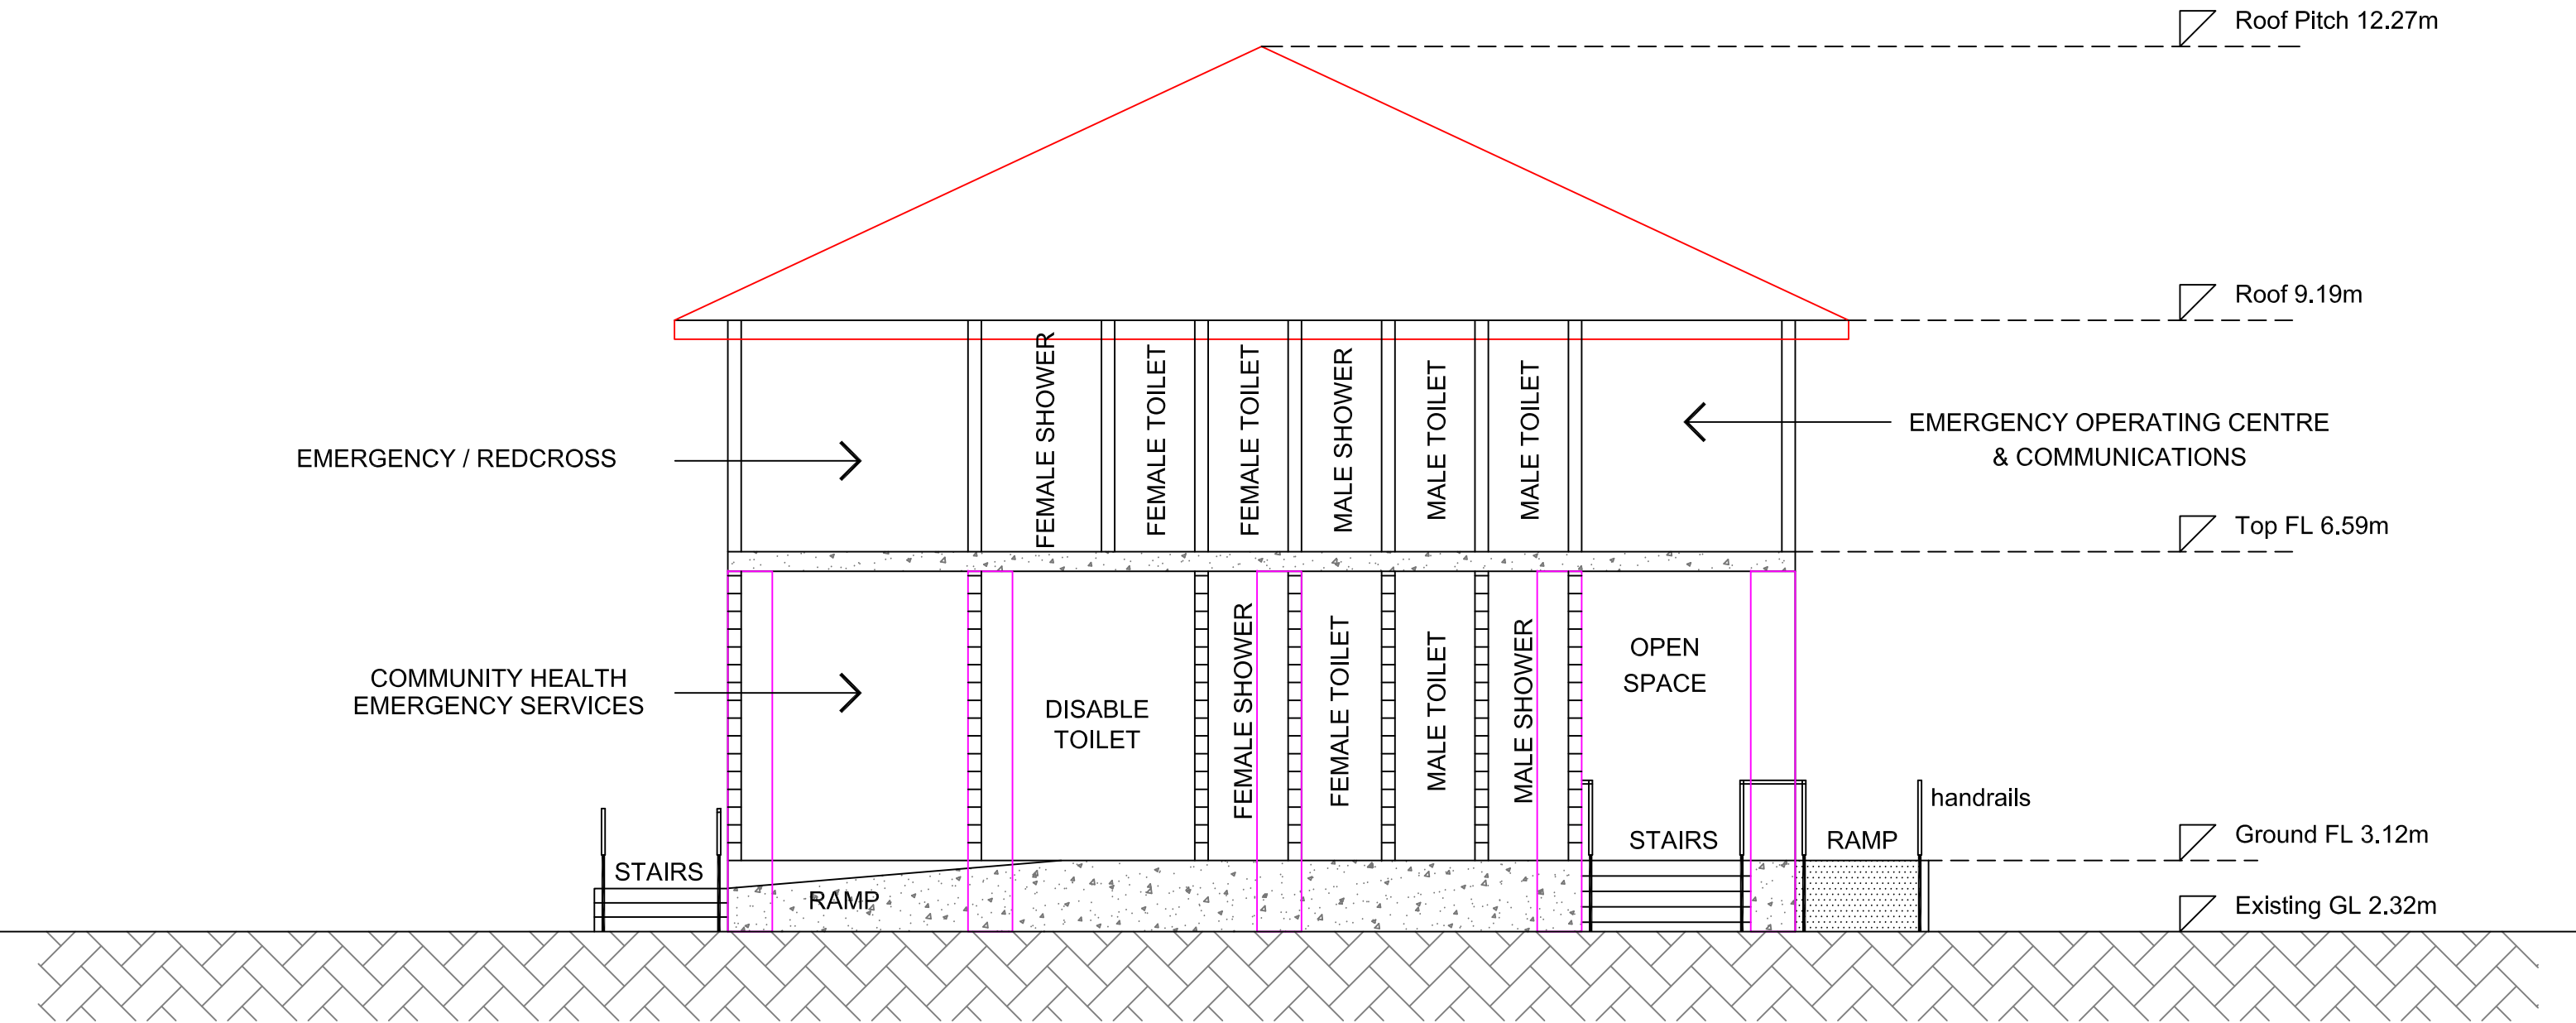 Roof Pitch 12.27m
Roof 9.19m
FEMALE SHOWER
FEMALE TOILET
FEMALE TOILET
MALE SHOWER
MALE TOILET
MALE TOILET
EMERGENCY / REDCROSS
EMERGENCY OPERATING CENTRE
& COMMUNICATIONS
Top FL 6.59m
COMMUNITY HEALTH
EMERGENCY SERVICES
DISABLE
TOILET
FEMALE SHOWER
FEMALE TOILET
MALE TOILET
MALE SHOWER
OPEN
SPACE
handrails
STAIRS
RAMP
STAIRS
RAMP
Ground FL 3.12m
Existing GL 2.32m